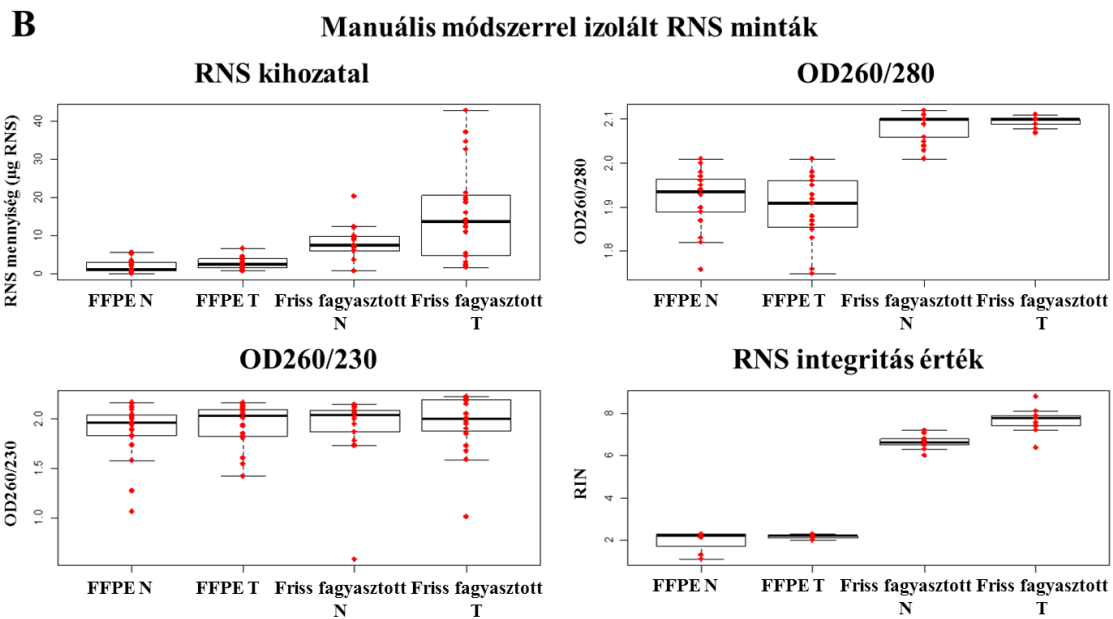 B
Manuális módszerrel izolált RNS minták
RNS kihozatal
RNS mennyiség (µg RNS)
40
30
20
10
0
FFPE N
FFPE T
Friss fagyasztott
N
Friss fagyasztott
T
OD260/280
OD260/280
2.1
2.0
1.9
1.8
FFPE N
FFPE T
Friss fagyasztott
N
Friss fagyasztott
T
OD260/230
OD260/230
2.0
1.5
1.0
FFPE N
FFPE T
Friss fagyasztott
N
Friss fagyasztott
T
RNS integritás érték
RIN
8
6
4
2
FFPE N
FFPE T
Friss fagyasztott
N
Friss fagyasztott
T